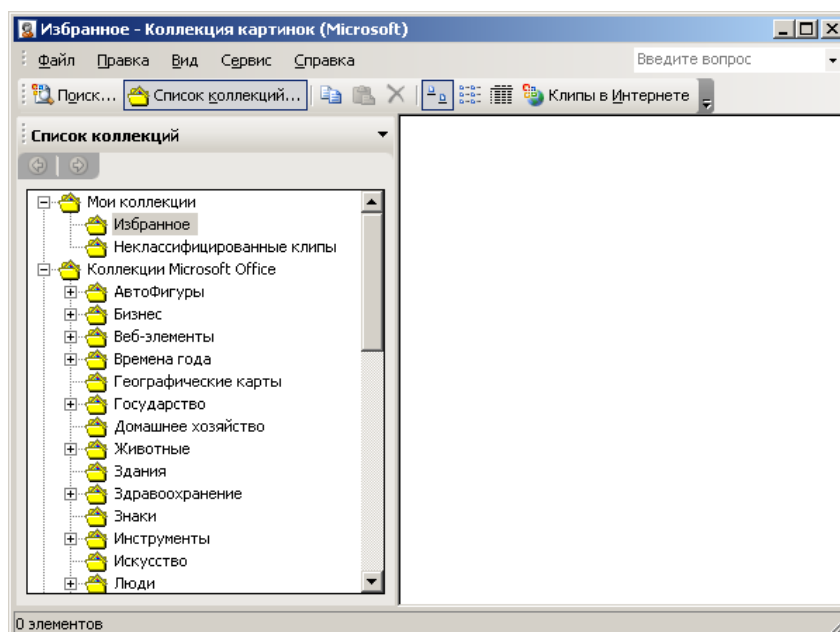 Избранное - Коллекция картинок (Microsoft)
Файл Правка Вид Сервис Справка Введите вопрос
Поиск... Список коллекций... Клипы в Интернете
Список коллекций
Мои коллекции
Избранное
Неклассифицированные клипы
Коллекции Microsoft Office
АвтоФигуры
Бизнес
Веб-элементы
Времена года
Географические карты
Государство
Домашнее хозяйство
Животные
Здания
Здравоохранение
Знаки
Инструменты
Искусство
Люди
0 элементов